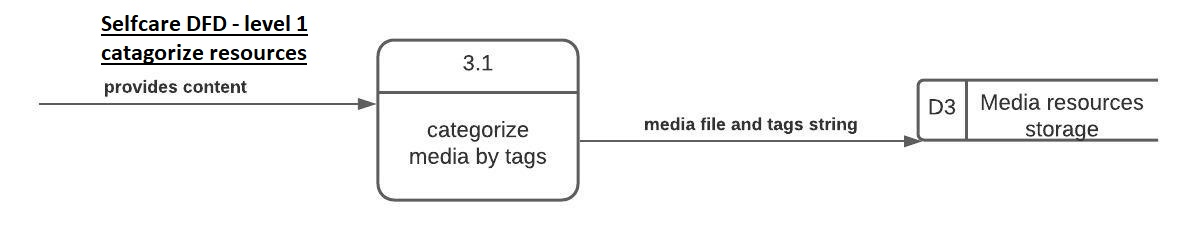 Selfcare DFD - level 1
catagorize resources
provides content
3.1
categorize
media by tags
media file and tags string
D3
Media resources
storage